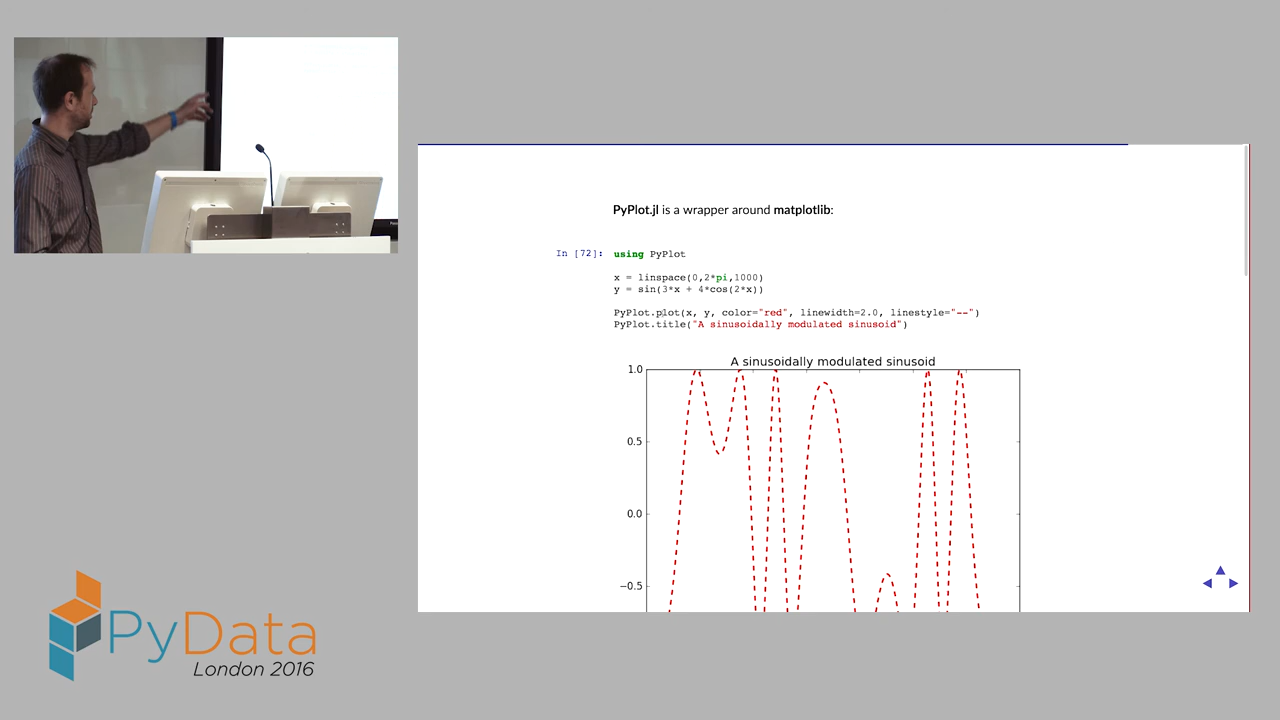 PyPlot.jl is a wrapper around matplotlib:
In [72]: using PyPlot
x = linspace(0,2*pi,1000)
y = sin(3*x + 4*cos(2*x))
PyPlot.plot(x, y, color="red", linewidth=2.0, linestyle="--")
PyPlot.title("A sinusoidally modulated sinusoid")
A sinusoidally modulated sinusoid
1.0
0.5
0.0
−0.5
PyData
London 2016